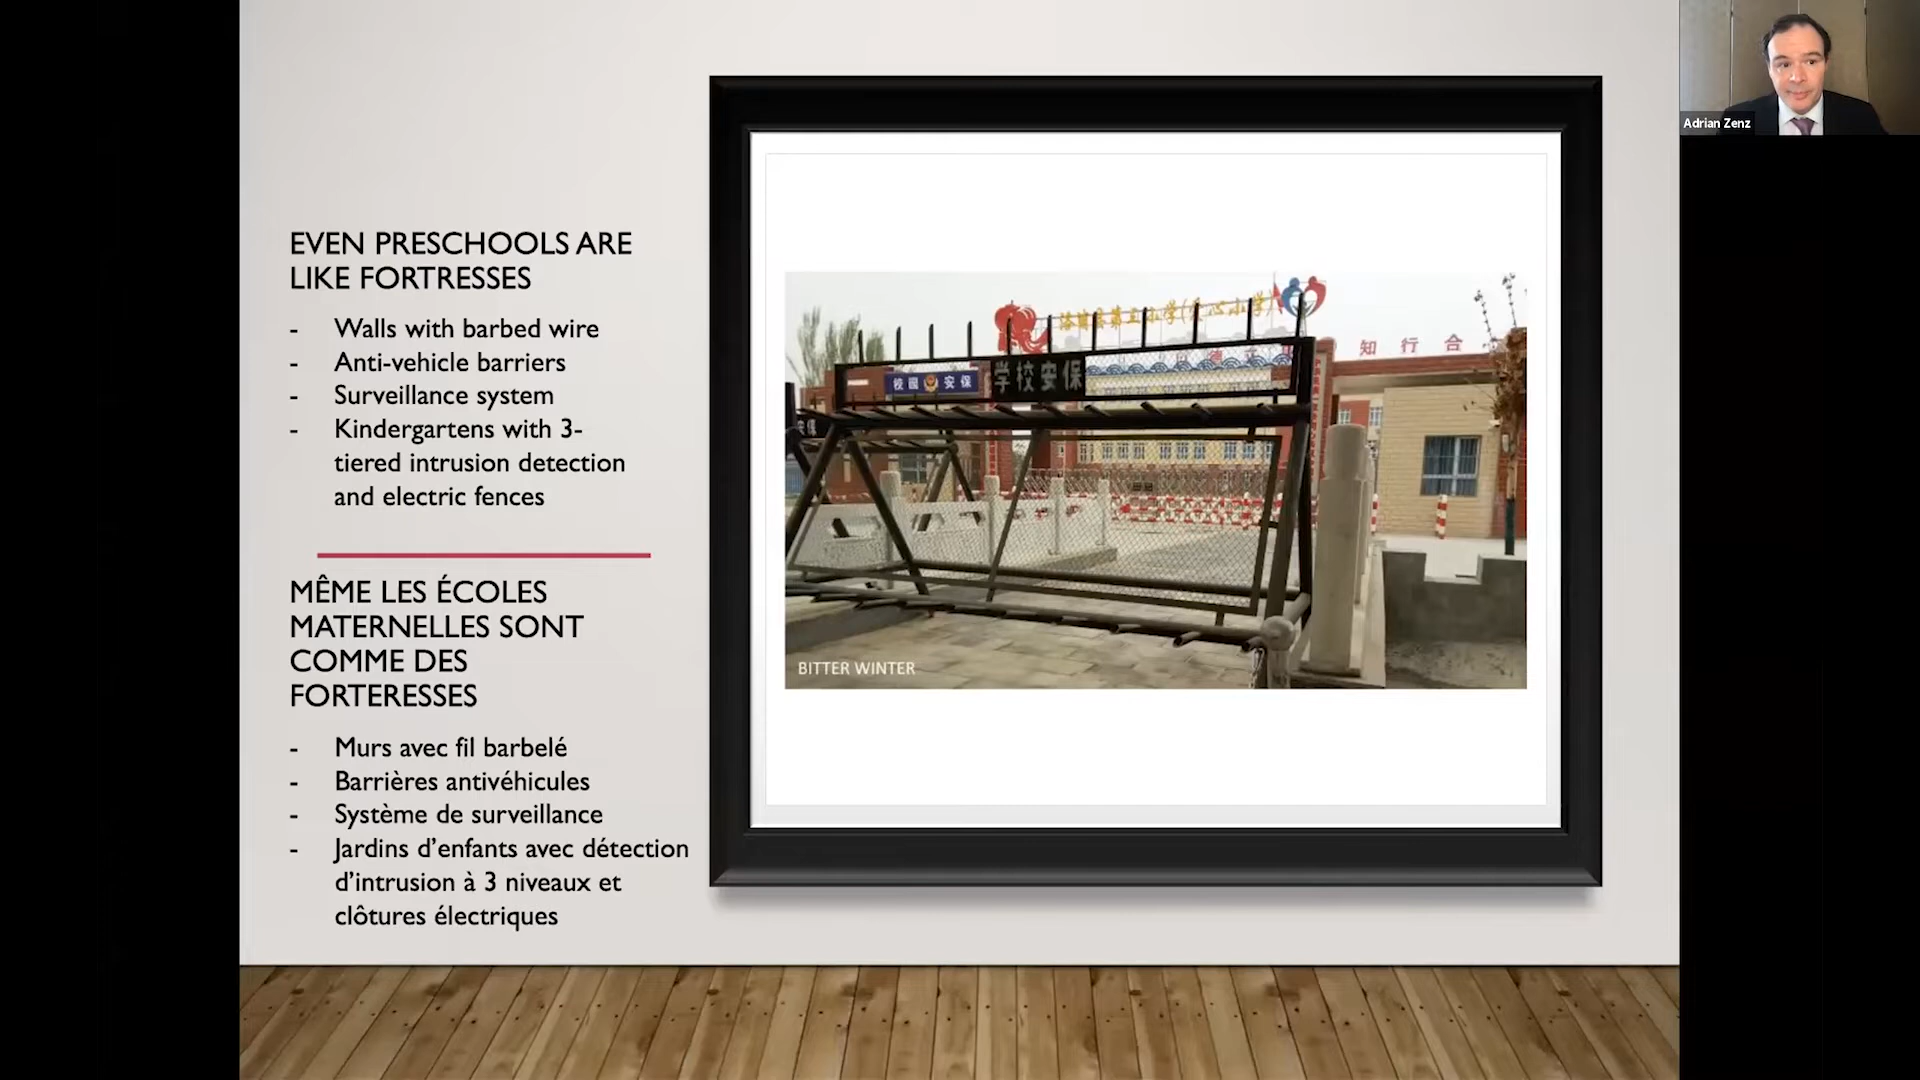 EVEN PRESCHOOLS ARE
LIKE FORTRESSES
- Walls with barbed wire
- Anti-vehicle barriers
- Surveillance system
- Kindergartens with 3-
tiered intrusion detection
and electric fences
MÊME LES ÉCOLES
MATERNELLES SONT
COMME DES
FORTERESSES
- Murs avec fil barbelé
- Barrières antivéhicules
- Système de surveillance
- Jardins d'enfants avec détection
d'intrusion à 3 niveaux et
clôtures électriques
知行合
校園安保
学校安保
BITTER WINTER
Adrian Zenz